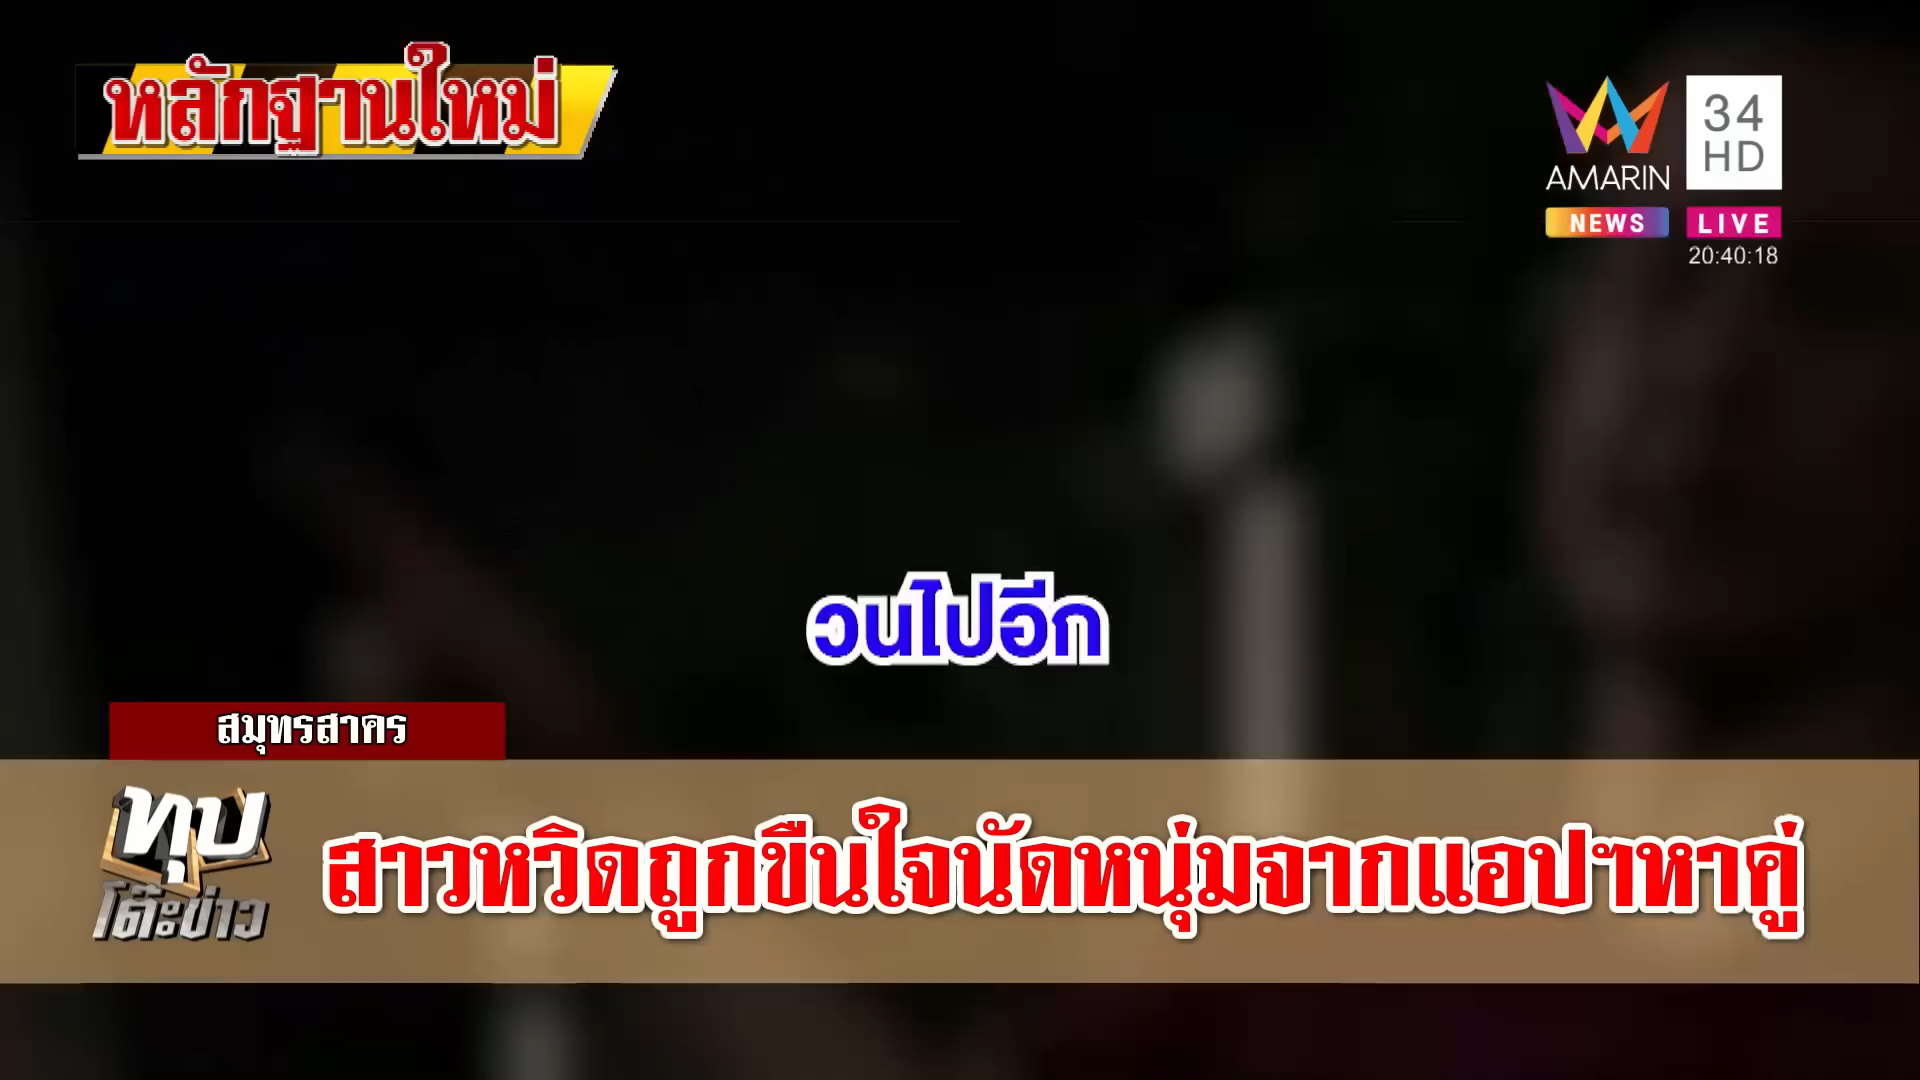 หลักฐานใหม่
AMARIN
34
HD
NEWS
LIVE
20:40:18
วนไปอีก
สมุทรสาคร
ทุบ
โต๊ะข่าว
สาวหวิดถูกขืนใจนัดหนุ่มจากแอปฯหาคู่